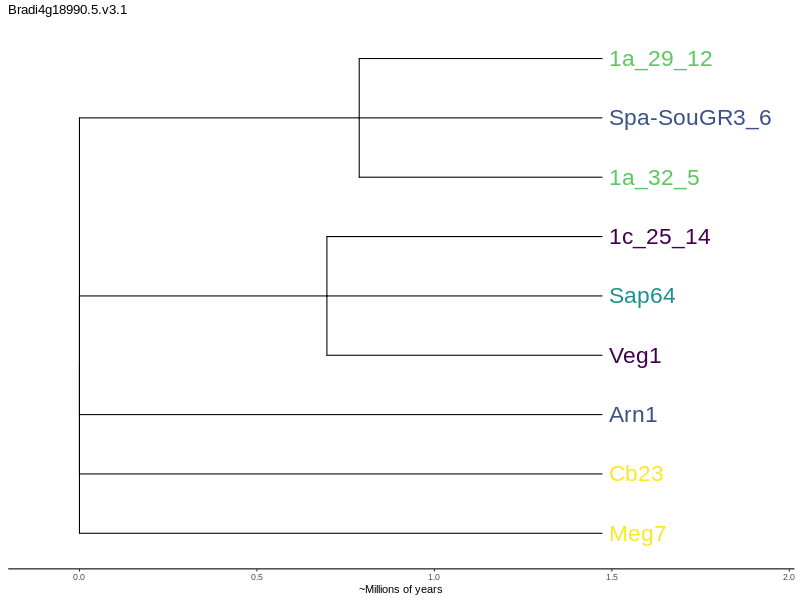 Bradi4g18990.5.v3.1
1a_29_12
Spa-SouGR3_6
1a_32_5
1c_25_14
Sap64
Veg1
Arn1
Cb23
Meg7
0.0 0.5 1.0 1.5 2.0
~Millions of years